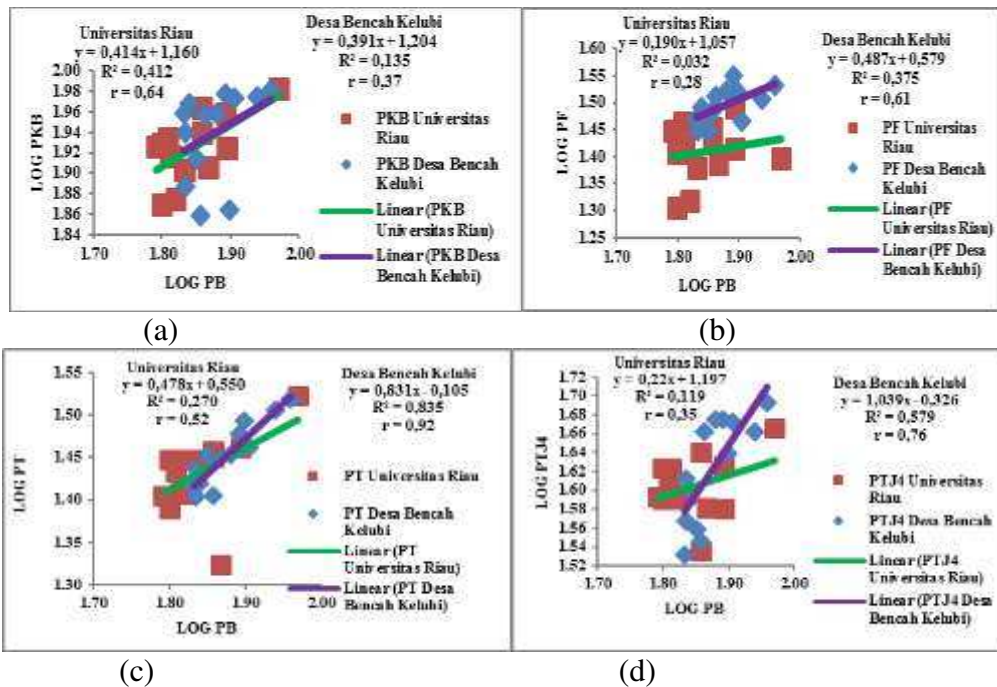 Universitas Riau
y = 0,414x + 1,160
R² = 0,412
r = 0,64
Desa Bencah Kelubi
y = 0,391x + 1,204
R² = 0,135
r = 0,37
LOG PKB
2.00
1.98
1.96
1.94
1.92
1.90
1.88
1.86
1.84
1.70
1.80
1.90
2.00
LOG PB
PKB Universitas
Riau
PKB Desa Bencah
Kelubi
Linear (PKB
Universitas Riau)
Linear (PKB Desa
Bencah Kelubi)
(a)
Universitas Riau
y = 0,190x + 1,057
R² = 0,032
r = 0,28
Desa Bencah Kelubi
y = 0,487x + 0,579
R² = 0,375
r = 0,61
LOG PF
1.60
1.55
1.50
1.45
1.40
1.35
1.30
1.25
1.70
1.80
1.90
2.00
LOG PB
PF Universitas
Riau
PF Desa Bencah
Kelubi
Linear (PF
Universitas Riau)
Linear (PF Desa
Bencah Kelubi)
(b)
Universitas Riau
y = 0,478x + 0,550
R² = 0,270
r = 0,52
Desa Bencah Kelubi
y = 0,831x - 0,105
R² = 0,835
r = 0,92
LOG PT
1.55
1.50
1.45
1.40
1.35
1.30
1.70
1.80
1.90
2.00
LOG PB
PT Universitas
Riau
PT Desa Bencah
Kelubi
Linear (PT
Universitas Riau)
Linear (PT Desa
Bencah Kelubi)
(c)
Universitas Riau
y = 0,22x + 1,197
R² = 0,119
r = 0,35
Desa Bencah Kelubi
y = 1,039x - 0,326
R² = 0,579
r = 0,76
LOG PTJ4
1.72
1.70
1.68
1.66
1.64
1.62
1.60
1.58
1.56
1.54
1.52
1.70
1.80
1.90
2.00
LOG PB
PTJ4 Universitas
Riau
PTJ4 Desa Bencah
Kelubi
Linear (PTJ4
Universitas Riau)
Linear (PTJ4 Desa
Bencah Kelubi)
(d)